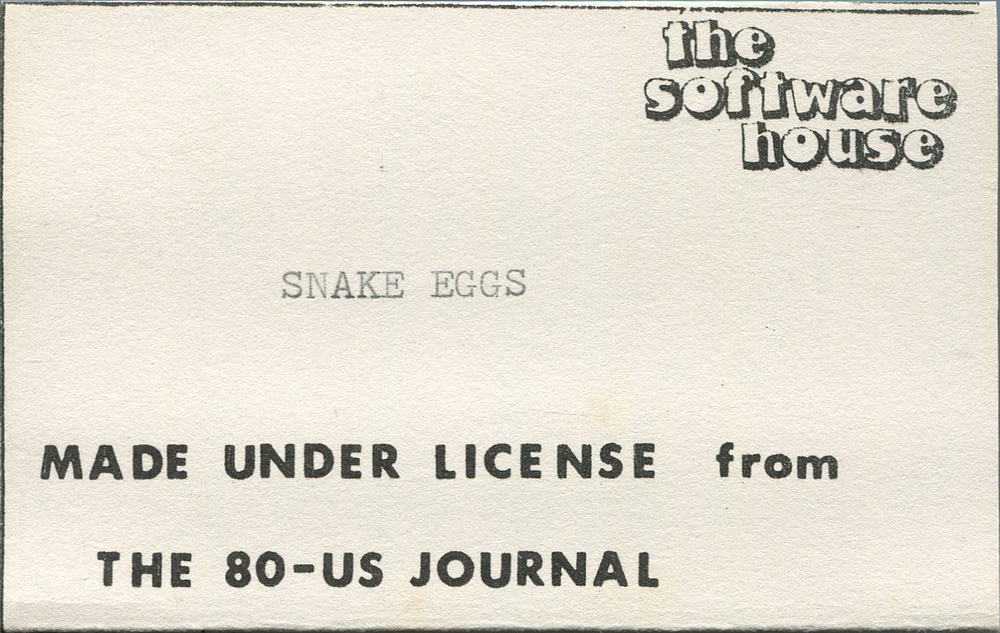 the
software
house
SNAKE EGGS
MADE UNDER LICENSE from
THE 80-US JOURNAL